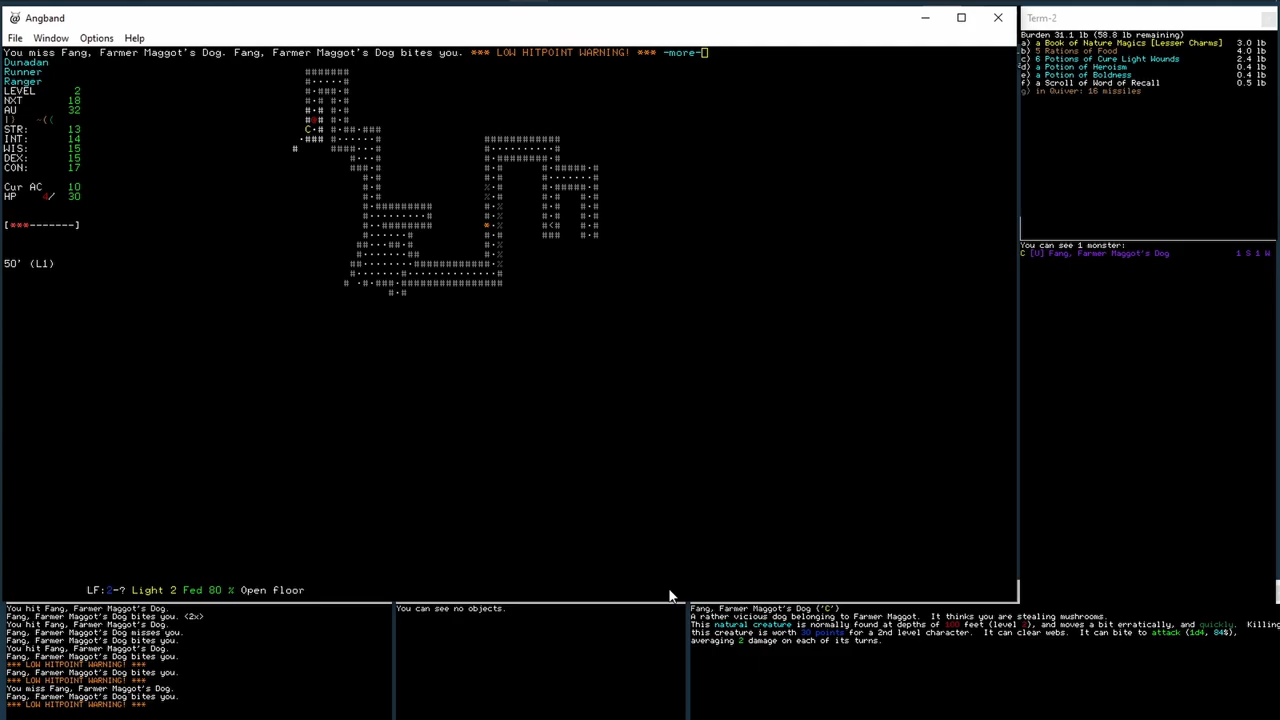 Angband
File Window Options Help
You miss Fang, Farmer Maggot's Dog. Fang, Farmer Maggot's Dog bites you. *** LOW HITPOINT WARNING! *** -more-
Dunadan
Runner
Ranger
LEVEL 2
NXT 18
AU 32
STR: 13
INT: 14
WIS: 15
DEX: 15
CON: 17
Cur AC 10
HP 4/ 30
[***-------]
50' (L1)
LF:2-? Light 2 Fed 80 % Open floor
Term-2
Burden 31.1 lb (58.8 lb remaining)
a) a Book of Nature Magics [Lesser Charms] 3.0 lb
b) 5 Rations of Food 4.0 lb
c) 6 Potions of Cure Light Wounds 2.4 lb
d) a Potion of Heroism 0.4 lb
e) a Potion of Boldness 0.4 lb
f) a Scroll of Word of Recall 0.5 lb
g) in Quiver: 16 missiles
You can see 1 monster:
C [U] Fang, Farmer Maggot's Dog 1 S 1 W
You hit Fang, Farmer Maggot's Dog.
Fang, Farmer Maggot's Dog bites you. <2x>
You hit Fang, Farmer Maggot's Dog.
Fang, Farmer Maggot's Dog misses you.
Fang, Farmer Maggot's Dog bites you.
You hit Fang, Farmer Maggot's Dog.
Fang, Farmer Maggot's Dog bites you.
*** LOW HITPOINT WARNING! ***
Fang, Farmer Maggot's Dog bites you.
*** LOW HITPOINT WARNING! ***
You miss Fang, Farmer Maggot's Dog.
Fang, Farmer Maggot's Dog bites you.
*** LOW HITPOINT WARNING! ***
You can see no objects.
Fang, Farmer Maggot's Dog ('C')
A rather vicious dog belonging to Farmer Maggot. It thinks you are stealing mushrooms.
This natural creature is normally found at depths of 100 feet (level 2), and moves a bit erratically, and quickly. Killing
this creature is worth 30 points for a 2nd level character. It can clear webs. It can bite to attack (1d4, 84%),
averaging 2 damage on each of its turns.